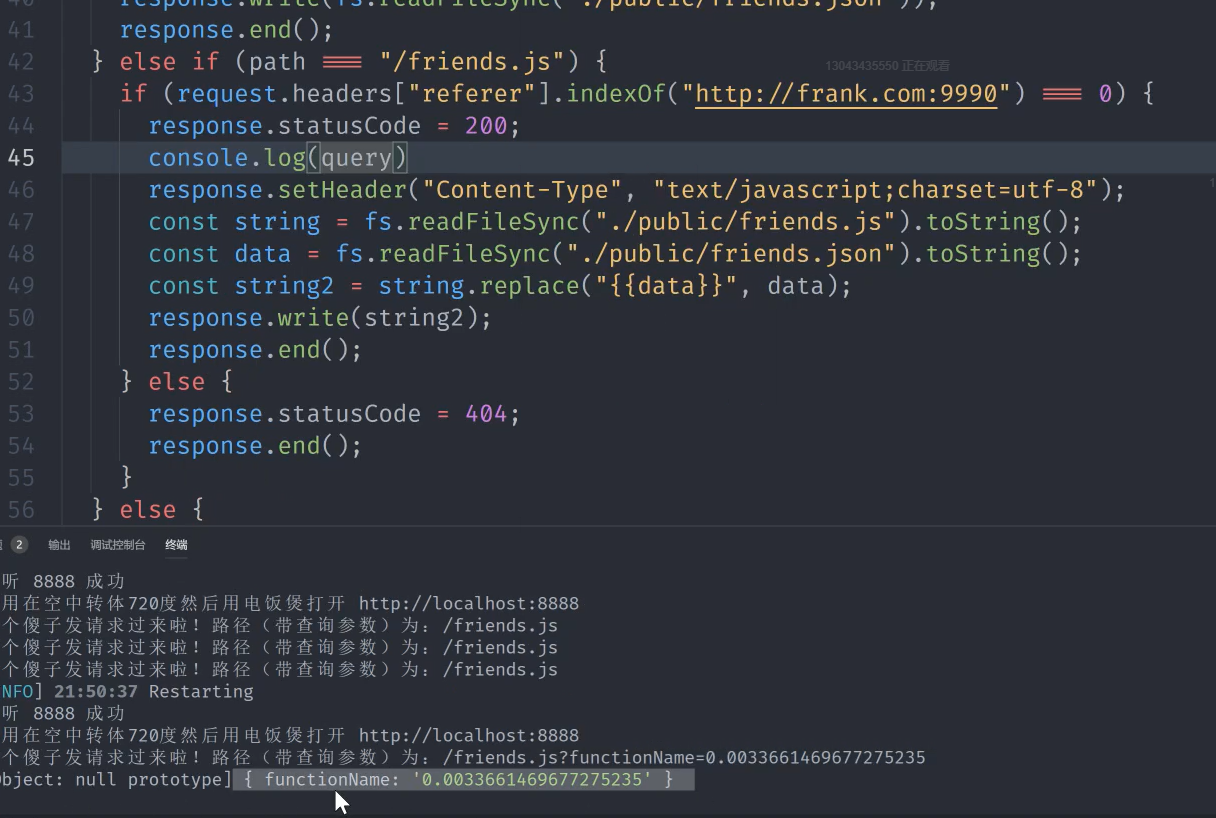 40 response.write(fs.readFileSync("./public/friends.json"));
41 response.end();
42 } else if (path === "/friends.js") {
13043435550 正在观看
43 if (request.headers["referer"].indexOf("http://frank.com:9990") === 0) {
44 response.statusCode = 200;
45 console.log(query)
46 response.setHeader("Content-Type", "text/javascript;charset=utf-8");
47 const string = fs.readFileSync("./public/friends.js").toString();
48 const data = fs.readFileSync("./public/friends.json").toString();
49 const string2 = string.replace("{{data}}", data);
50 response.write(string2);
51 response.end();
52 } else {
53 response.statusCode = 404;
54 response.end();
55 }
56 } else {
2 输出 调试控制台 终端
听 8888 成功
用在空中转体720度然后用电饭煲打开 http://localhost:8888
个傻子发请求过来啦！路径（带查询参数）为：/friends.js
个傻子发请求过来啦！路径（带查询参数）为：/friends.js
个傻子发请求过来啦！路径（带查询参数）为：/friends.js
NFO] 21:50:37 Restarting
听 8888 成功
用在空中转体720度然后用电饭煲打开 http://localhost:8888
个傻子发请求过来啦！路径（带查询参数）为：/friends.js?functionName=0.0033661469677275235
bject: null prototype] { functionName: '0.0033661469677275235' }